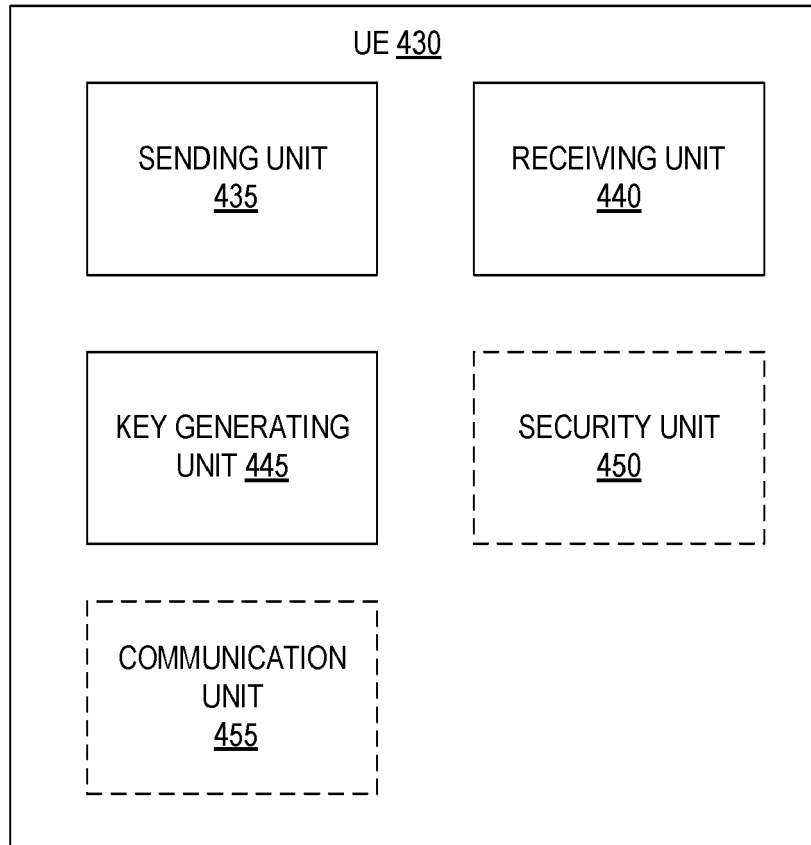 UE 430
SENDING UNIT
435
RECEIVING UNIT
440
KEY GENERATING
UNIT 445
SECURITY UNIT
450
COMMUNICATION
UNIT
455